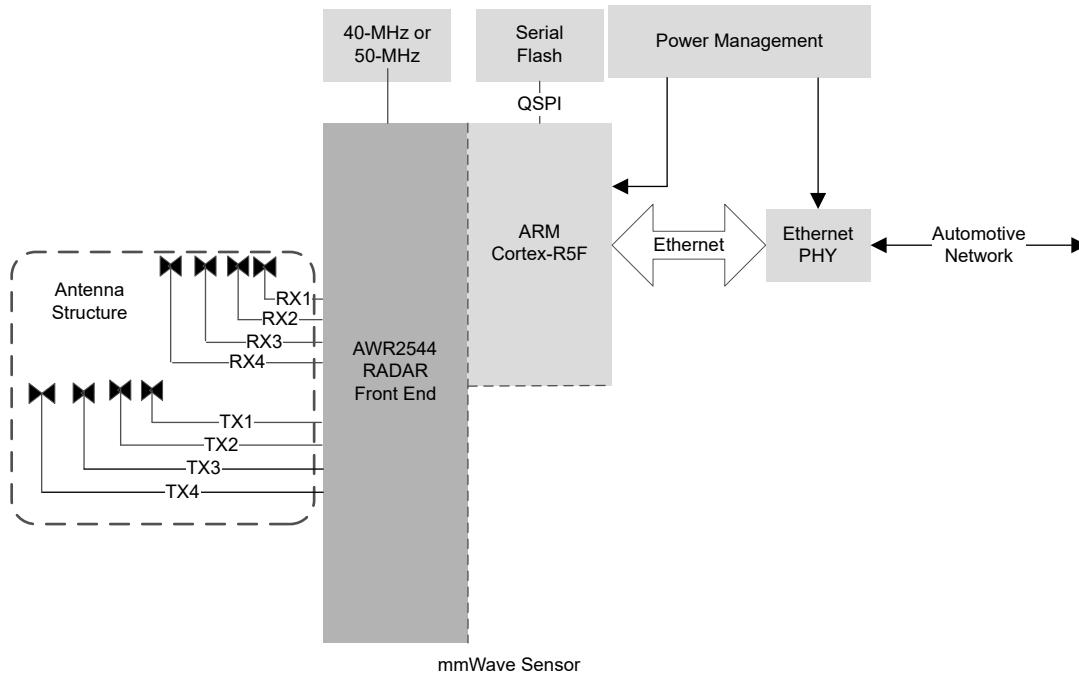 40-MHz or
50-MHz
Serial
Flash
Power Management
QSPI
ARM
Cortex-R5F
Ethernet
Ethernet
PHY
Automotive
Network
Antenna
Structure
RX1
RX2
RX3
RX4
AWR2544
RADAR
Front End
TX1
TX2
TX3
TX4
mmWave Sensor